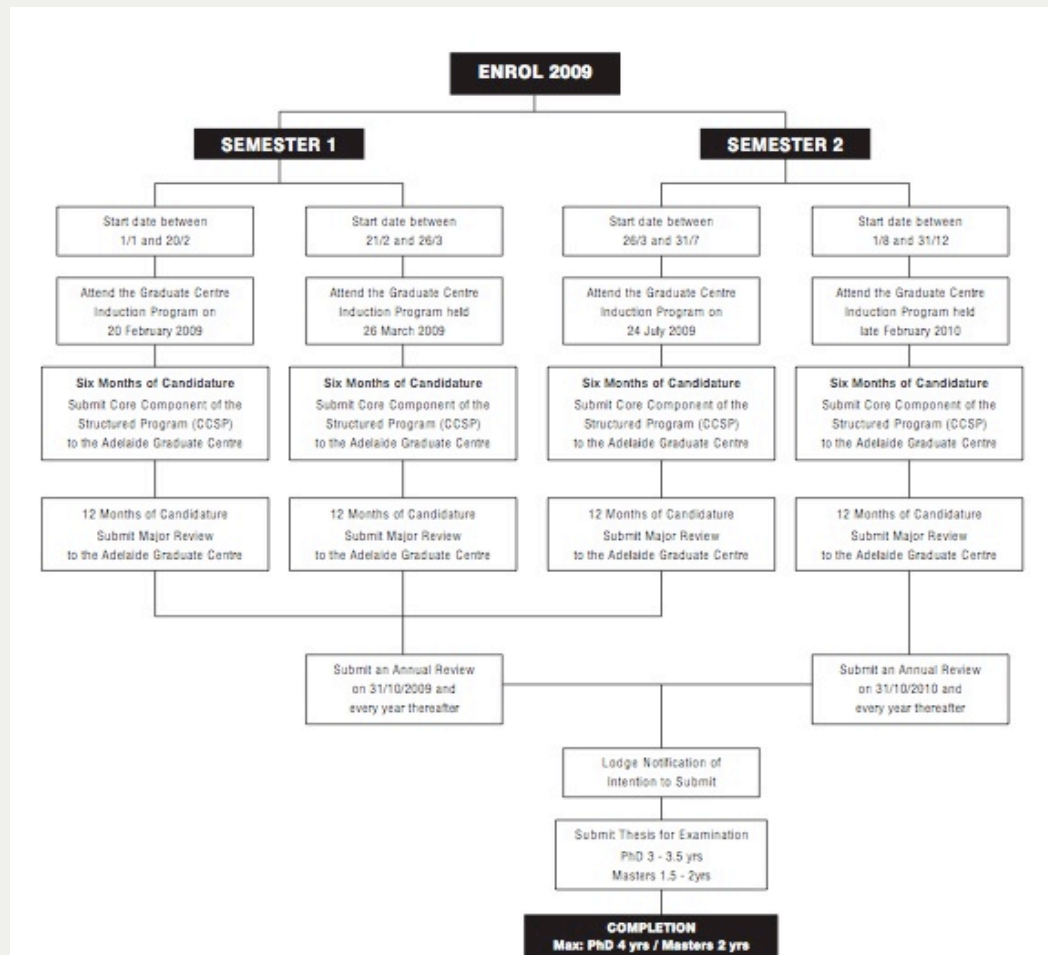 ENROL 2009
SEMESTER 1
SEMESTER 2
Start date between
1/1 and 20/2
Start date between
21/2 and 26/3
Start date between
26/3 and 31/7
Start date between
1/8 and 31/12
Attend the Graduate Centre
Induction Program on
20 February 2009
Attend the Graduate Centre
Induction Program held
26 March 2009
Attend the Graduate Centre
Induction Program on
24 July 2009
Attend the Graduate Centre
Induction Program held
late February 2010
Six Months of Candidature
Submit Core Component of the
Structured Program (CCSP)
to the Adelaide Graduate Centre
Six Months of Candidature
Submit Core Component of the
Structured Program (CCSP)
to the Adelaide Graduate Centre
Six Months of Candidature
Submit Core Component of the
Structured Program (CCSP)
to the Adelaide Graduate Centre
Six Months of Candidature
Submit Core Component of the
Structured Program (CCSP)
to the Adelaide Graduate Centre
12 Months of Candidature
Submit Major Review
to the Adelaide Graduate Centre
12 Months of Candidature
Submit Major Review
to the Adelaide Graduate Centre
12 Months of Candidature
Submit Major Review
to the Adelaide Graduate Centre
12 Months of Candidature
Submit Major Review
to the Adelaide Graduate Centre
Submit an Annual Review
on 31/10/2009 and
every year thereafter
Submit an Annual Review
on 31/10/2010 and
every year thereafter
Lodge Notification of
Intention to Submit
Submit Thesis for Examination
PhD 3 - 3.5 yrs
Masters 1.5 - 2yrs
COMPLETION
Max: PhD 4 yrs / Masters 2 yrs